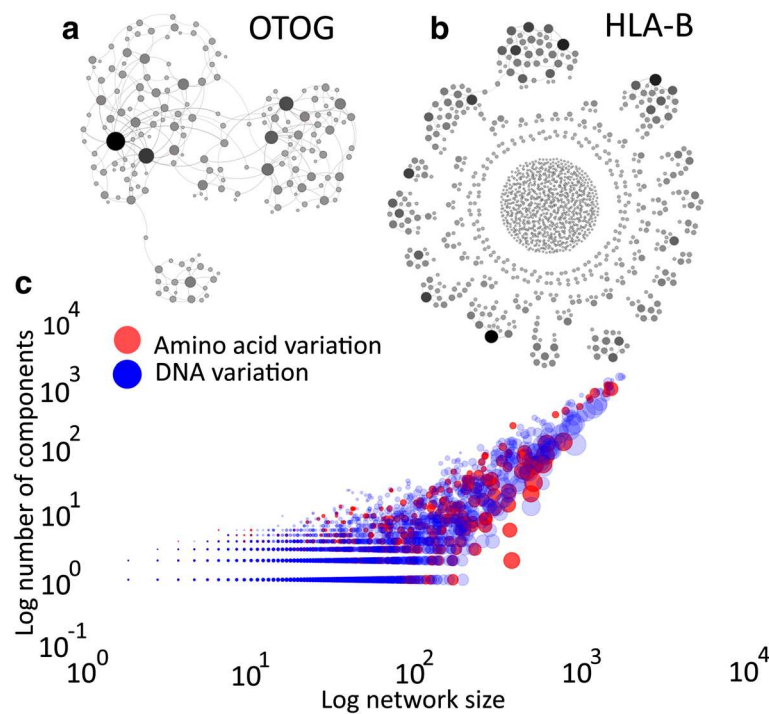 a OTOG
b HLA-B
c
10^4
Amino acid variation
DNA variation
10^3
10^2
10^1
10^0
10^-1
Log number of components
10^0 10^1 10^2 10^3 10^4
Log network size